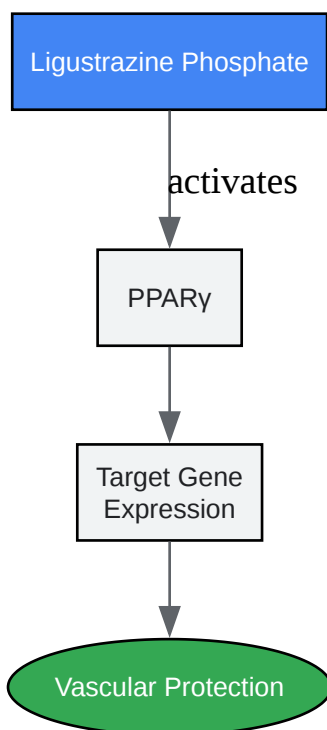 Ligustrazine Phosphate
activates
PPARγ
Target Gene
Expression
Vascular Protection